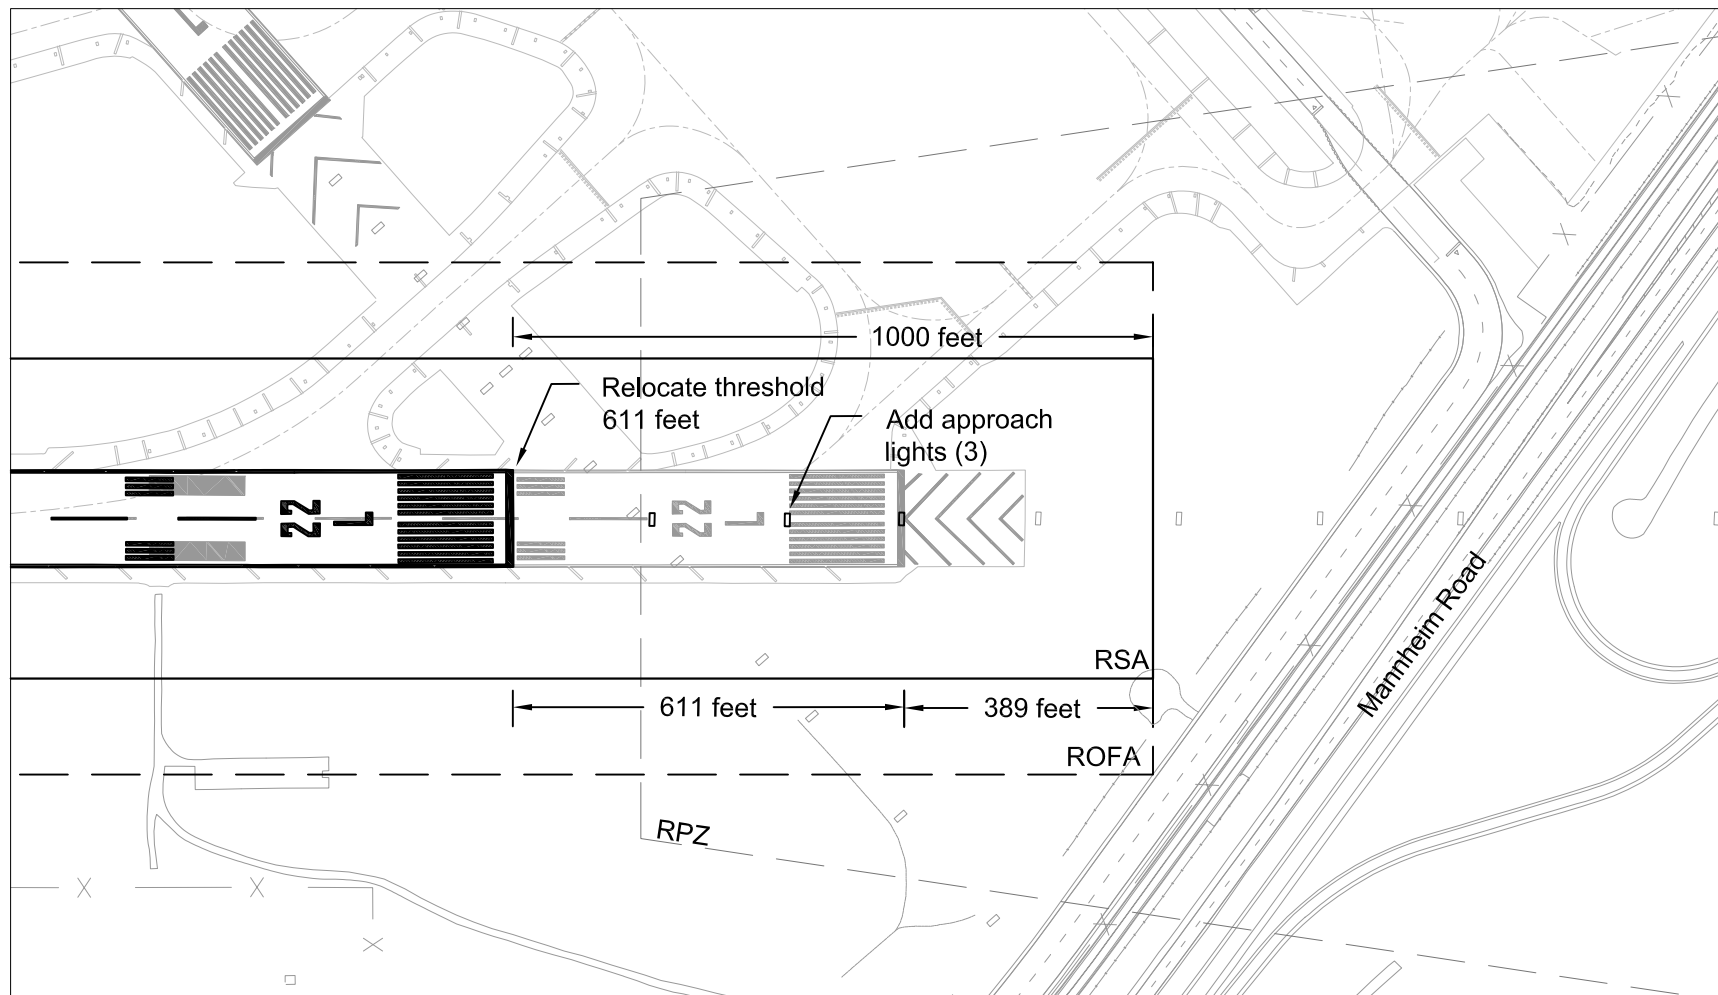 1000 feet
Relocate threshold
611 feet
Add approach
lights (3)
22
L
22
L
RSA
611 feet
389 feet
ROFA
RPZ
Mannheim Road